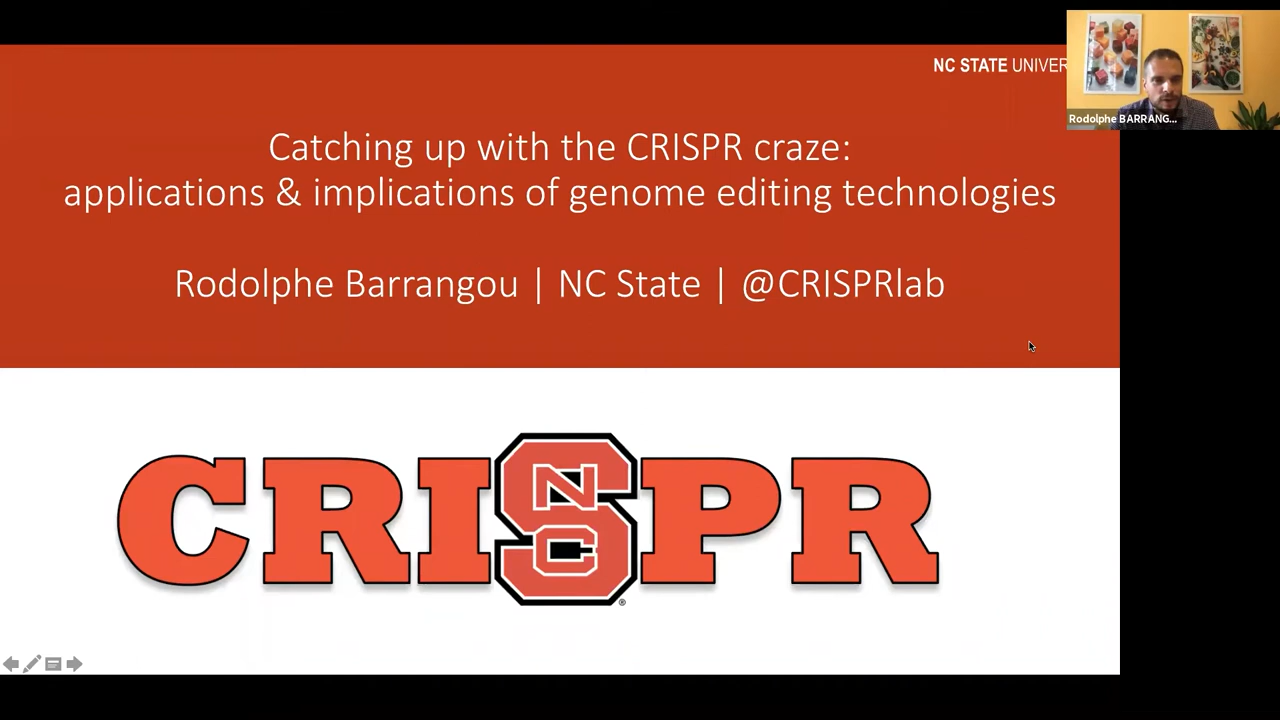 NC STATE UNIVER
Rodolphe BARRANG...
Catching up with the CRISPR craze:
applications & implications of genome editing technologies
Rodolphe Barrangou | NC State | @CRISPRlab
CRISPR
NC
®